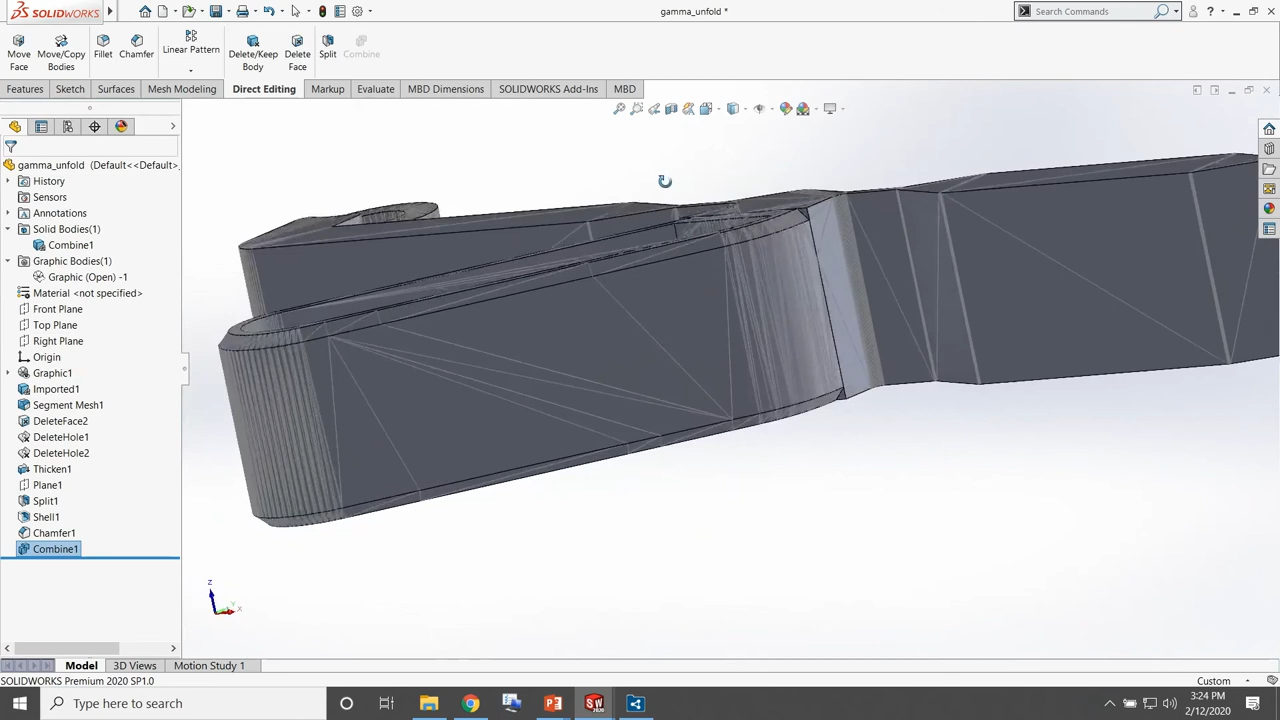 SOLIDWORKS
gamma_unfold *
Search Commands
?
Move Face
Move/Copy Bodies
Fillet
Chamfer
Linear Pattern
Delete/Keep Body
Delete Face
Split
Combine
Features
Sketch
Surfaces
Mesh Modeling
Direct Editing
Markup
Evaluate
MBD Dimensions
SOLIDWORKS Add-Ins
MBD
gamma_unfold (Default<<Default>
History
Sensors
Annotations
Solid Bodies(1)
Combine1
Graphic Bodies(1)
Graphic (Open) -1
Material <not specified>
Front Plane
Top Plane
Right Plane
Origin
Graphic1
Imported1
Segment Mesh1
DeleteFace2
DeleteHole1
DeleteHole2
Thicken1
Plane1
Split1
Shell1
Chamfer1
Combine1
Z
Y
X
Model
3D Views
Motion Study 1
SOLIDWORKS Premium 2020 SP1.0
Custom
Type here to search
3:24 PM
2/12/2020